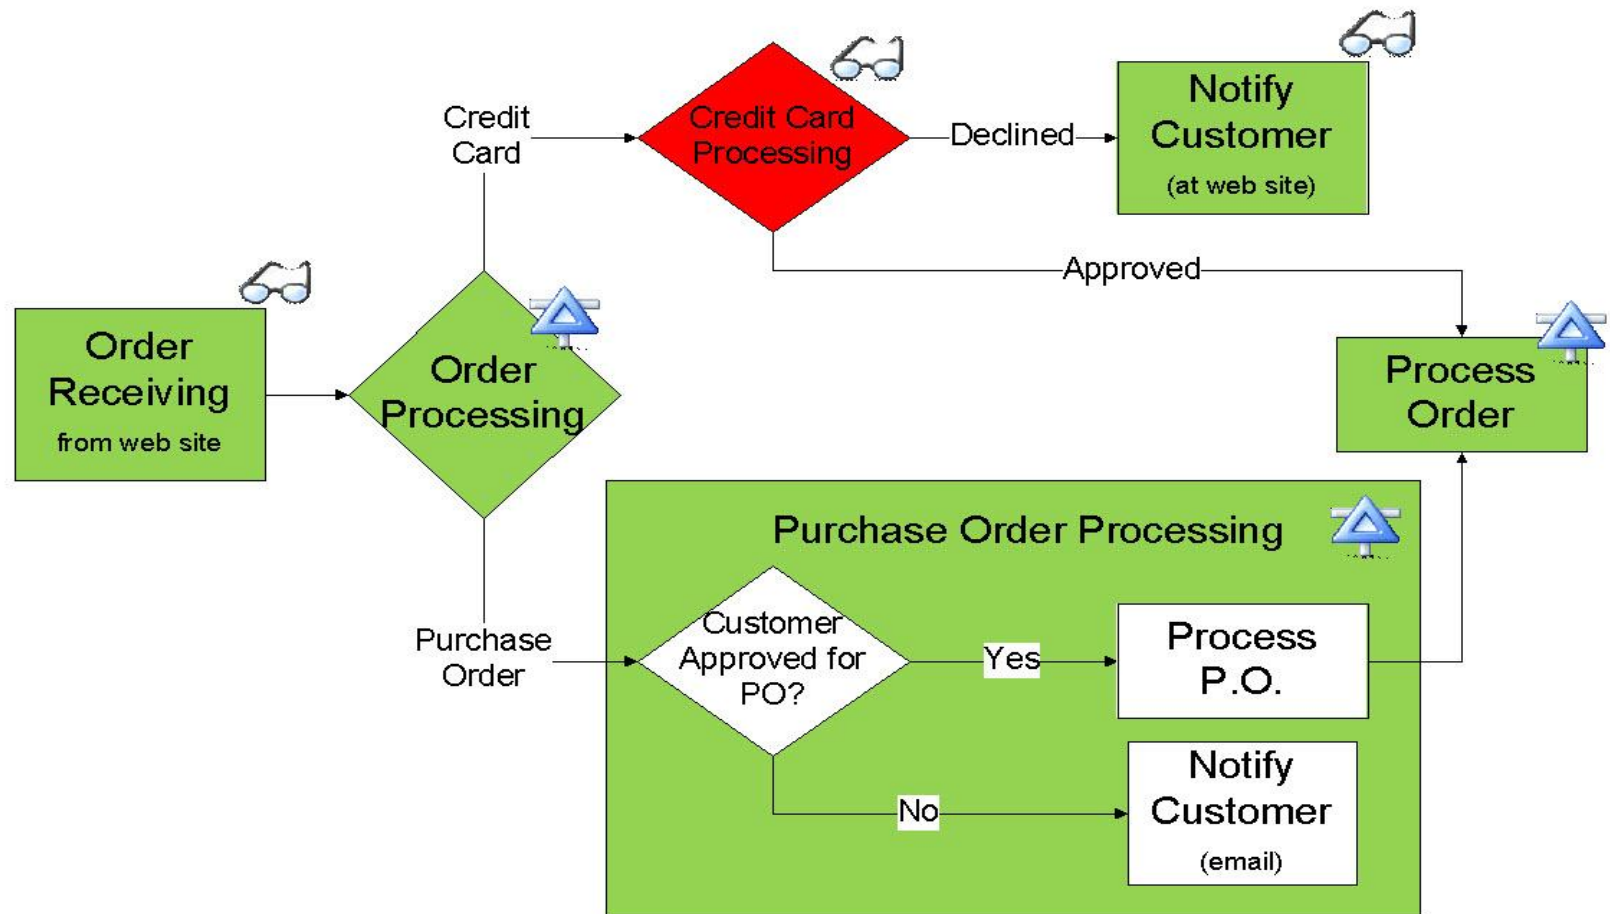 Credit
Card
Credit Card
Processing
Declined
Notify
Customer
(at web site)
Approved
Order
Receiving
from web site
Order
Processing
Process
Order
Purchase Order Processing
Purchase
Order
Customer
Approved for
PO?
Yes
Process
P.O.
No
Notify
Customer
(email)